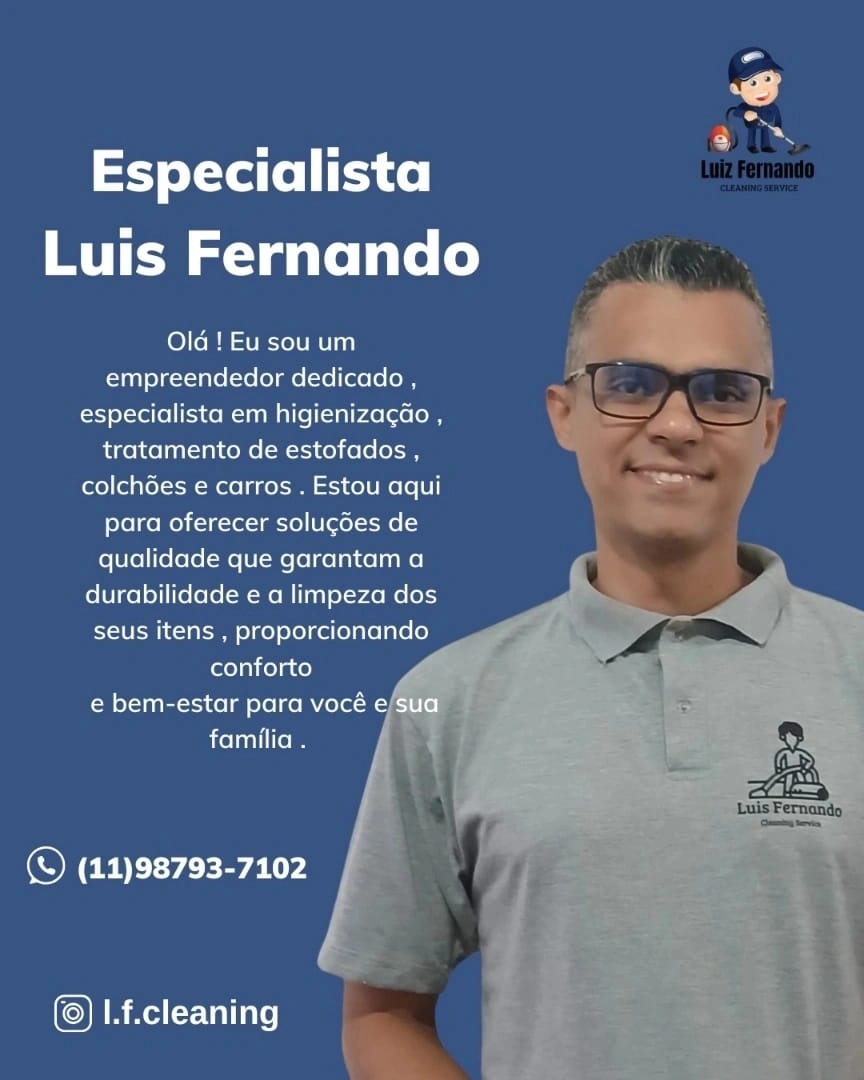 Luiz Fernando
CLEANING SERVICE
Especialista
Luis Fernando
Olá ! Eu sou um
empreendedor dedicado ,
especialista em higienização ,
tratamento de estofados ,
colchões e carros . Estou aqui
para oferecer soluções de
qualidade que garantam a
durabilidade e a limpeza dos
seus itens , proporcionando
conforto
e bem-estar para você e sua
família .
Luis Fernando
Cleaning Service
(11)98793-7102
l.f.cleaning